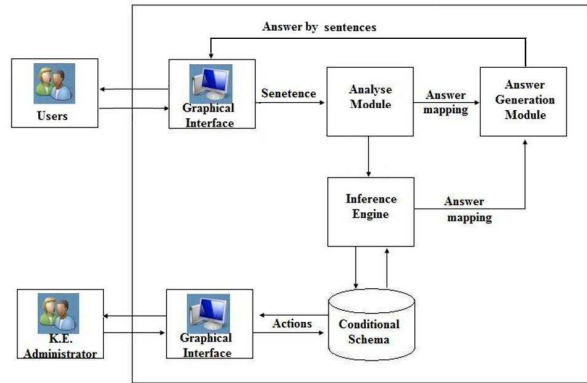 Answer by sentences
Users
Graphical
Interface
Senetence
Analyse
Module
Answer
mapping
Answer
Generation
Module
Inference
Engine
Answer
mapping
K.E.
Administrator
Graphical
Interface
Actions
Conditional
Schema